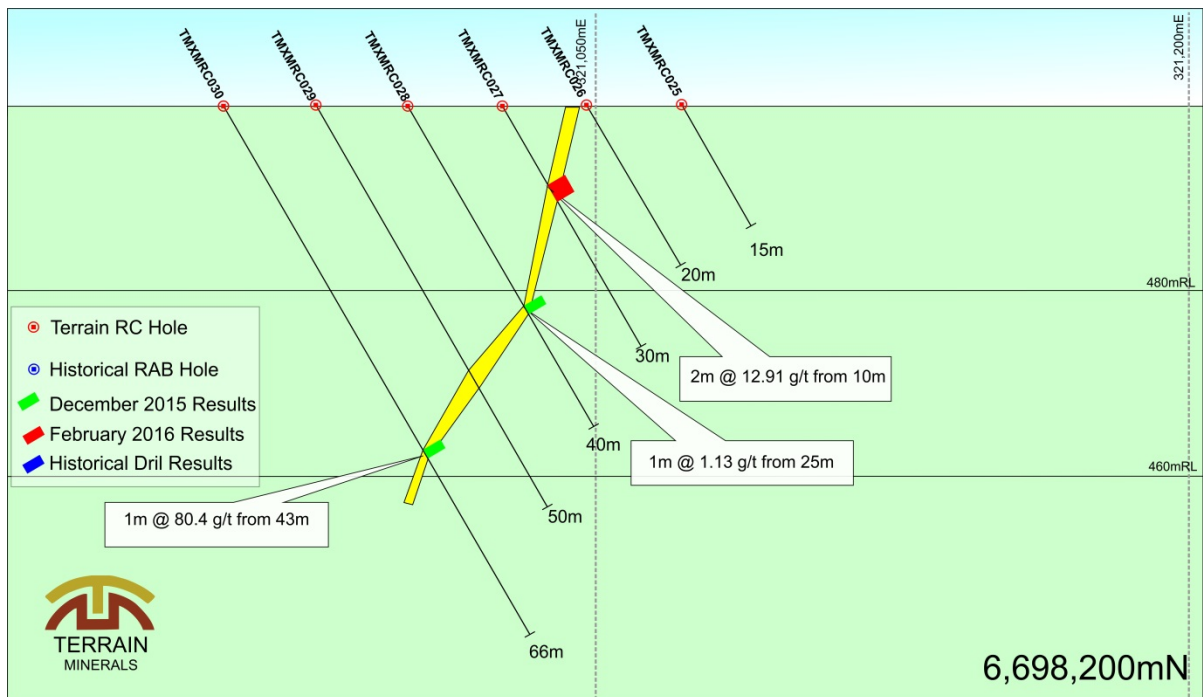 TMXMRC030
TMXMRC029
TMXMRC028
TMXMRC027
TMXMRC026
321,050mE
TMXMRC025
321,200mE
15m
20m
480mRL
30m
2m @ 12.91 g/t from 10m
Terrain RC Hole
Historical RAB Hole
December 2015 Results
February 2016 Results
Historical Dril Results
40m
1m @ 1.13 g/t from 25m
460mRL
50m
1m @ 80.4 g/t from 43m
66m
TERRAIN
MINERALS
6,698,200mN